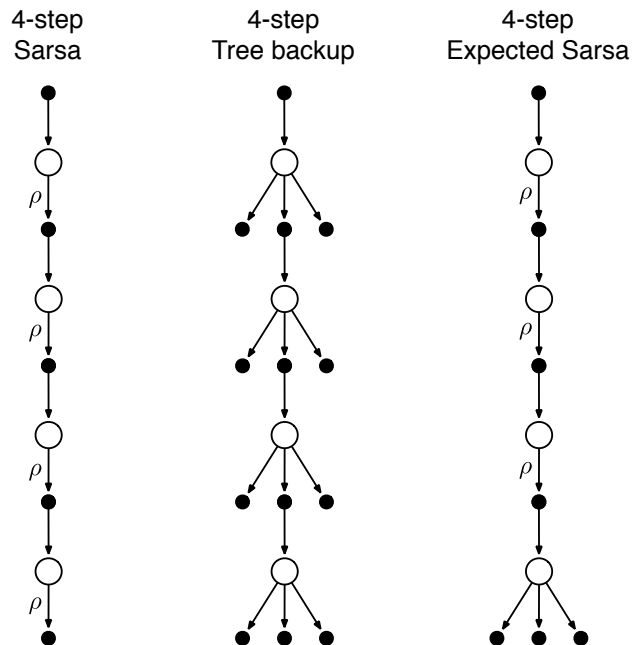 4-step
Sarsa
4-step
Tree backup
4-step
Expected Sarsa
ρ
ρ
ρ
ρ
ρ
ρ
ρ